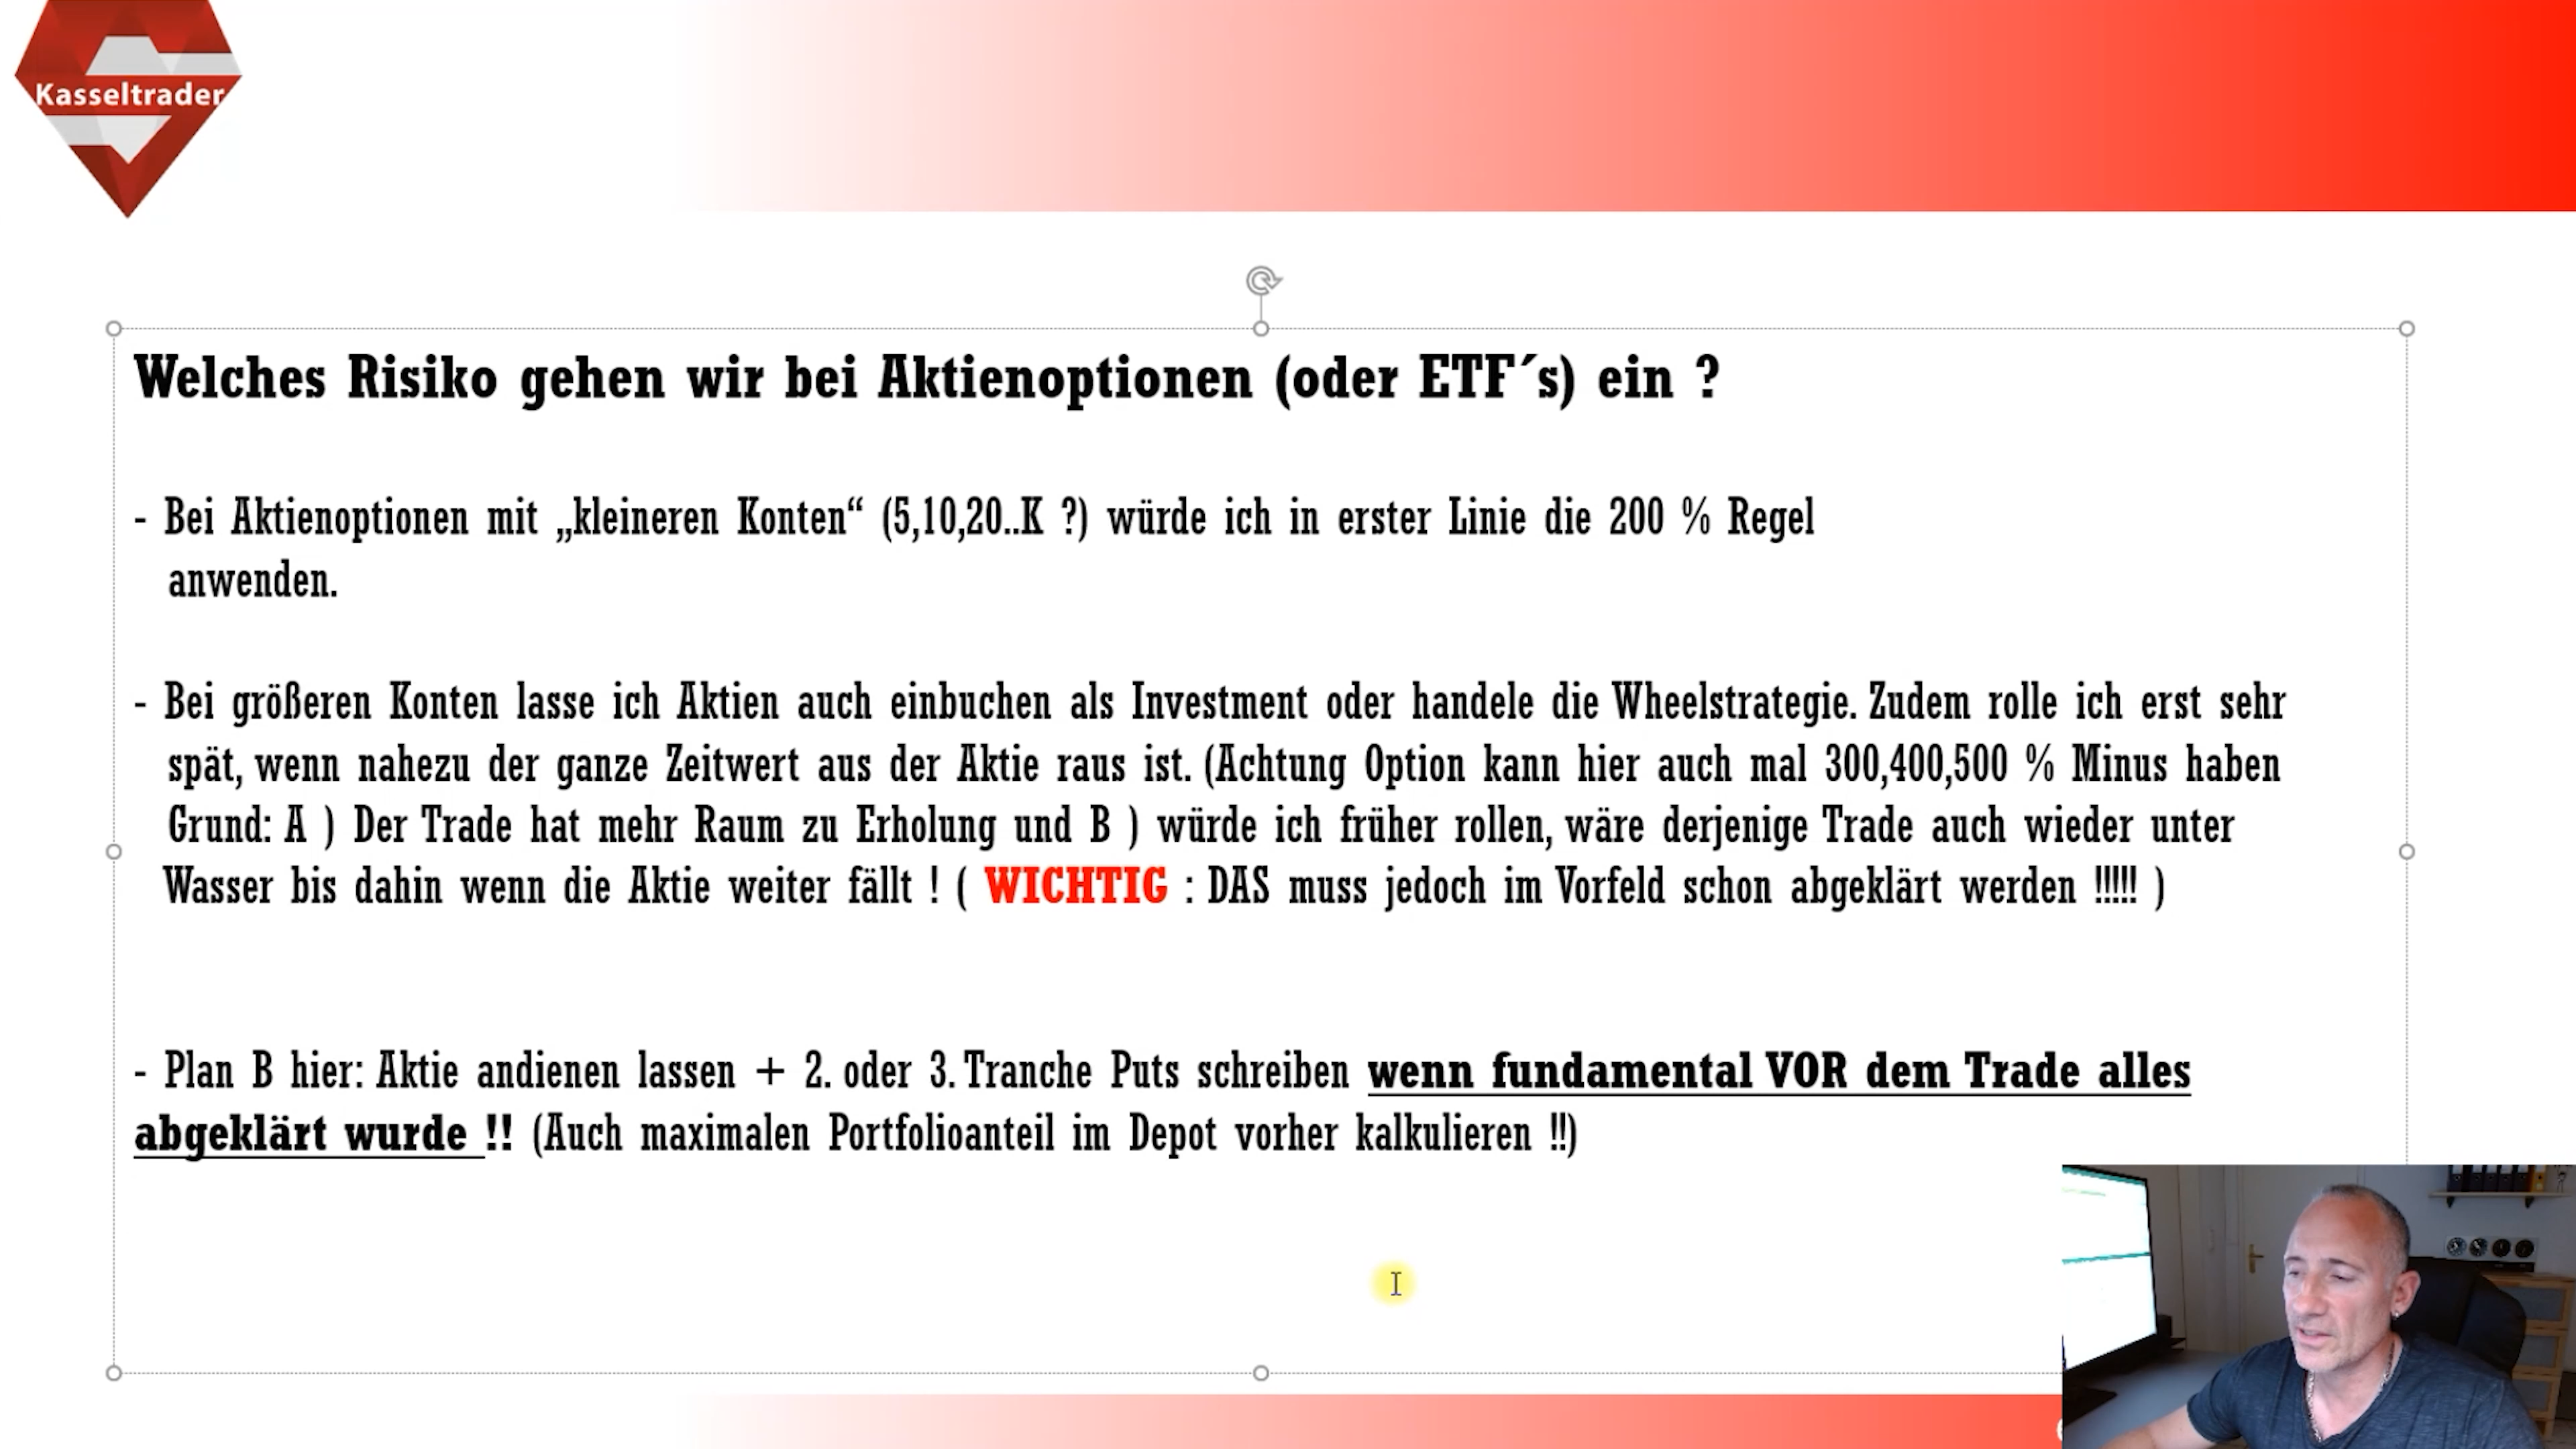 Kasseltrader
Welches Risiko gehen wir bei Aktienoptionen (oder ETF´s) ein ?
- Bei Aktienoptionen mit „kleineren Konten“ (5,10,20..K ?) würde ich in erster Linie die 200 % Regel
anwenden.
- Bei größeren Konten lasse ich Aktien auch einbuchen als Investment oder handele die Wheelstrategie. Zudem rolle ich erst sehr
spät, wenn nahezu der ganze Zeitwert aus der Aktie raus ist. (Achtung Option kann hier auch mal 300,400,500 % Minus haben
Grund: A ) Der Trade hat mehr Raum zu Erholung und B ) würde ich früher rollen, wäre derjenige Trade auch wieder unter
Wasser bis dahin wenn die Aktie weiter fällt ! ( WICHTIG : DAS muss jedoch im Vorfeld schon abgeklärt werden !!!!! )
- Plan B hier: Aktie andienen lassen + 2. oder 3. Tranche Puts schreiben wenn fundamental VOR dem Trade alles
abgeklärt wurde !! (Auch maximalen Portfolioanteil im Depot vorher kalkulieren !!)